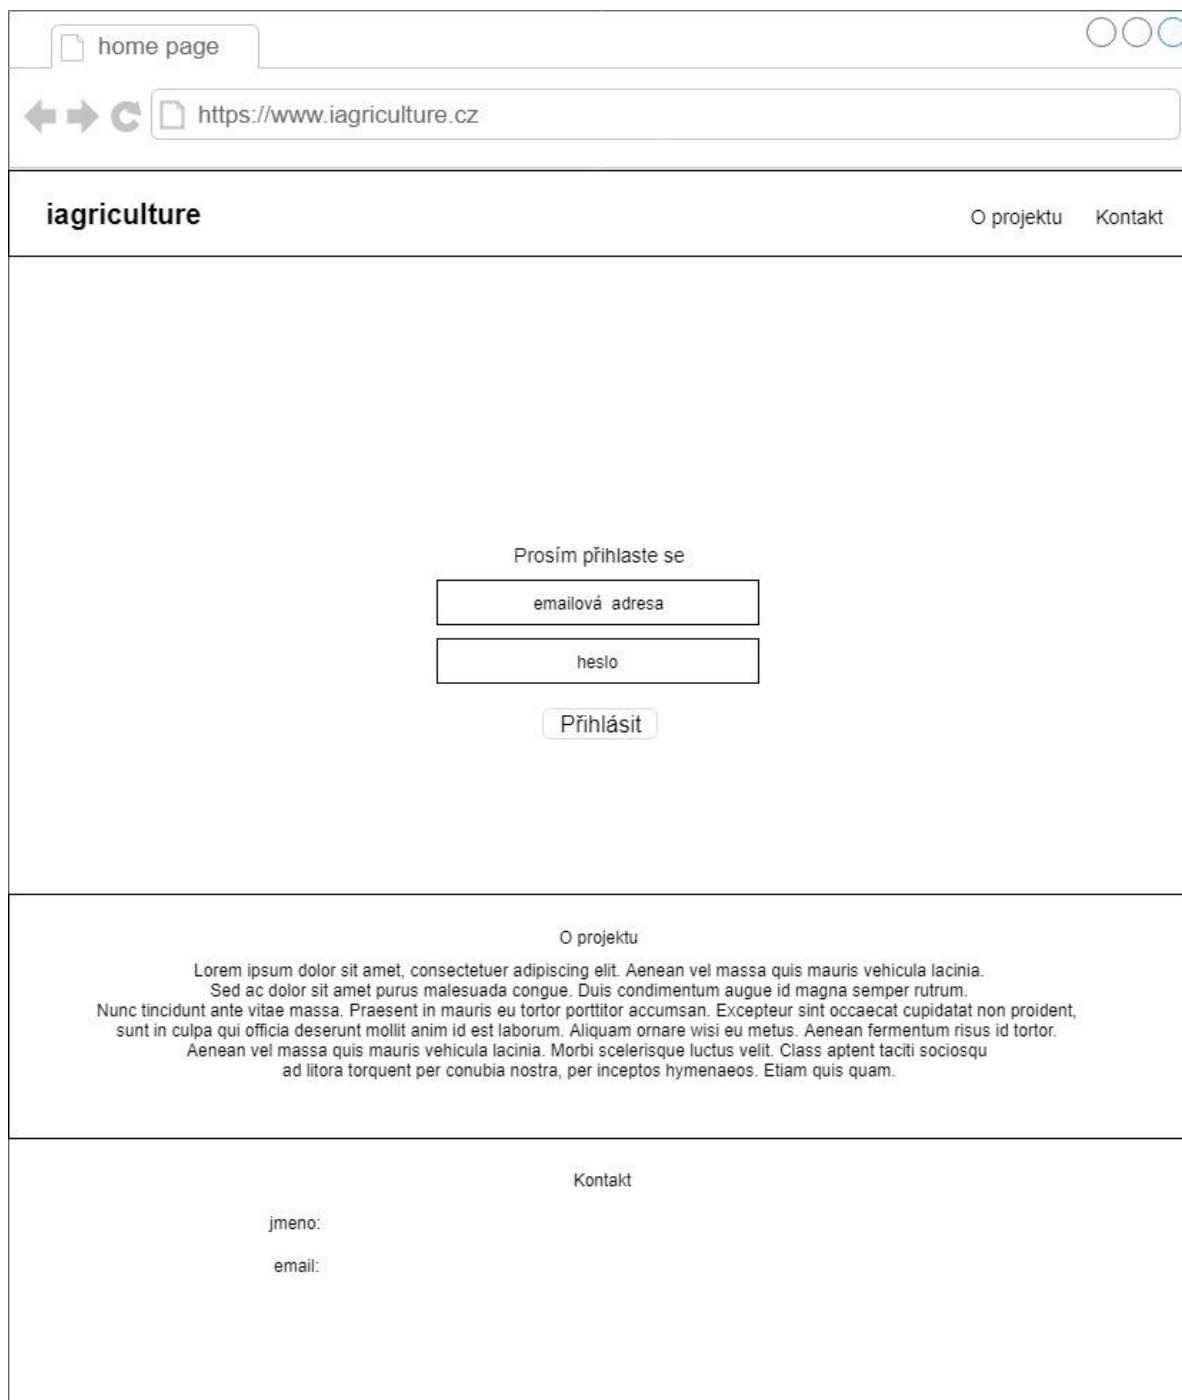 home page
https://www.iagriculture.cz
iagriculture
O projektu Kontakt
Prosím přihlaste se
emailová adresa
heslo
Přihlásit
O projektu
Lorem ipsum dolor sit amet, consectetuer adipiscing elit. Aenean vel massa quis mauris vehicula lacinia.
Sed ac dolor sit amet purus malesuada congue. Duis condimentum augue id magna semper rutrum.
Nunc tincidunt ante vitae massa. Praesent in mauris eu tortor porttitor accumsan. Excepteur sint occaecat cupidatat non proident,
sunt in culpa qui officia deserunt mollit anim id est laborum. Aliquam ornare wisi eu metus. Aenean fermentum risus id tortor.
Aenean vel massa quis mauris vehicula lacinia. Morbi scelerisque luctus velit. Class aptent taciti sociosqu
ad litora torquent per conubia nostra, per inceptos hymenaeos. Etiam quis quam.
Kontakt
jmeno:
email: